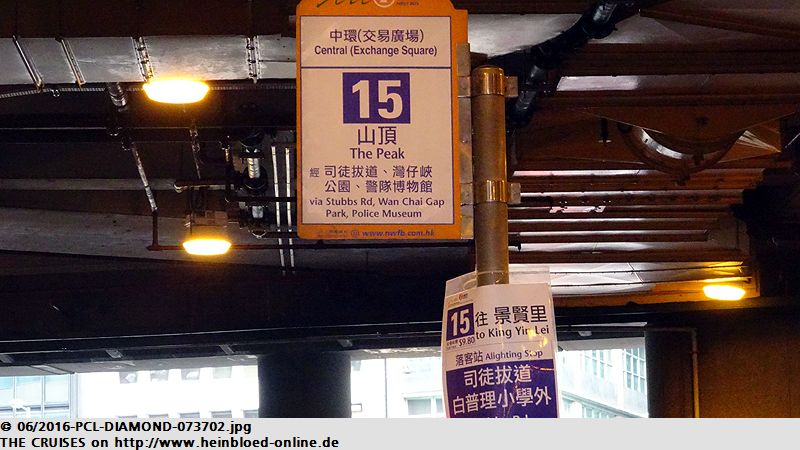 FIRST BUS
中環(交易廣場)
Central (Exchange Square)
15
山頂
The Peak
經 司徒拔道、灣仔峽
公園、警隊博物館
via Stubbs Rd, Wan Chai Gap
Park, Police Museum
www.nwfb.com.hk
15 往 景賢里
to King Yin Lei
$9.80
落客站 Alighting Stop
司徒拔道
白普理小學外
© 06/2016-PCL-DIAMOND-073702.jpg
THE CRUISES on http://www.heinbloed-online.de